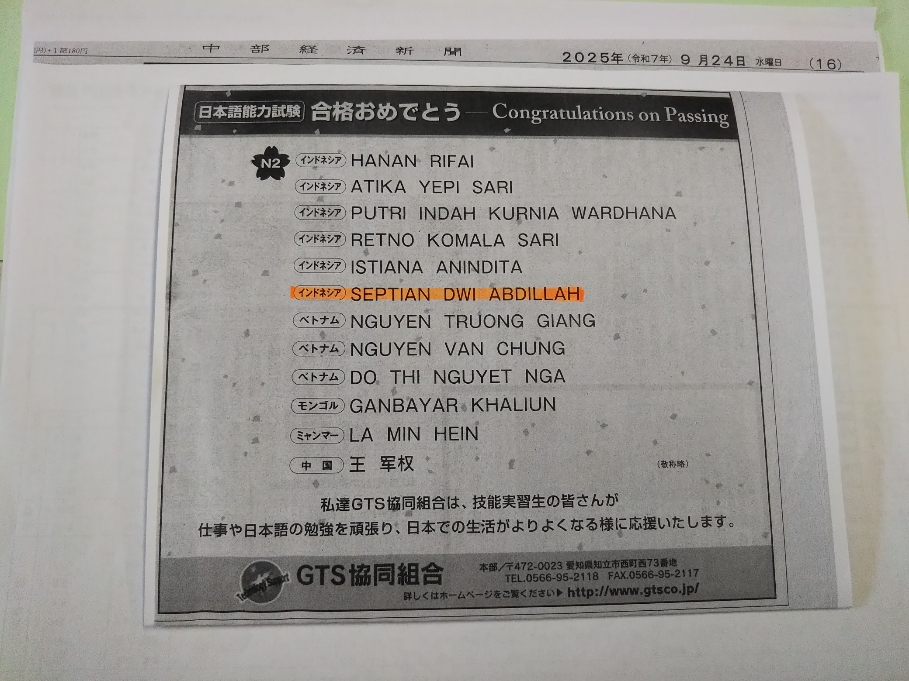 中部経済新聞
2025年(令和7年) 9月24日 水曜日 (16)
日本語能力試験 合格おめでとう — Congratulations on Passing
N2 インドネシア HANAN RIFAI
インドネシア ATIKA YEPI SARI
インドネシア PUTRI INDAH KURNIA WARDHANA
インドネシア RETNO KOMALA SARI
インドネシア ISTIANA ANINDITA
インドネシア SEPTIAN DWI ABDILLAH
ベトナム NGUYEN TRUONG GIANG
ベトナム NGUYEN VAN CHUNG
ベトナム DO THI NGUYET NGA
モンゴル GANBAYAR KHALIUN
ミャンマー LA MIN HEIN
中国 王 军权
(敬称略)
私達GTS協同組合は、技能実習生の皆さんが
仕事や日本語の勉強を頑張り、日本での生活がよりよくなる様に応援いたします。
GTS協同組合
本部/〒472-0023 愛知県知立市西町西73番地
TEL.0566-95-2118 FAX.0566-95-2117
詳しくはホームページをご覧ください▶ http://www.gtsco.jp/